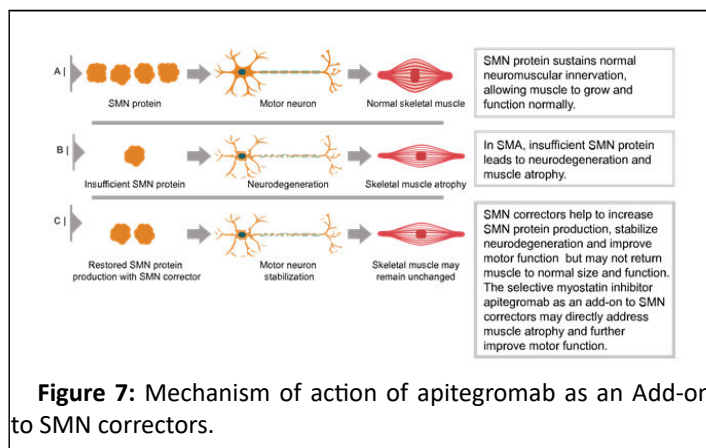 A |
SMN protein
Motor neuron
Normal skeletal muscle
SMN protein sustains normal
neuromuscular innervation,
allowing muscle to grow and
function normally.
B |
Insufficient SMN protein
Neurodegeneration
Skeletal muscle atrophy
In SMA, insufficient SMN protein
leads to neurodegeneration and
muscle atrophy.
C |
Restored SMN protein
production with SMN corrector
Motor neuron
stabilization
Skeletal muscle may
remain unchanged
SMN correctors help to increase
SMN protein production, stabilize
neurodegeneration and improve
motor function but may not return
muscle to normal size and function.
The selective myostatin inhibitor
apitegromab as an add-on to SMN
correctors may directly address
muscle atrophy and further
improve motor function.
Figure 7: Mechanism of action of apitegromab as an Add-on
to SMN correctors.